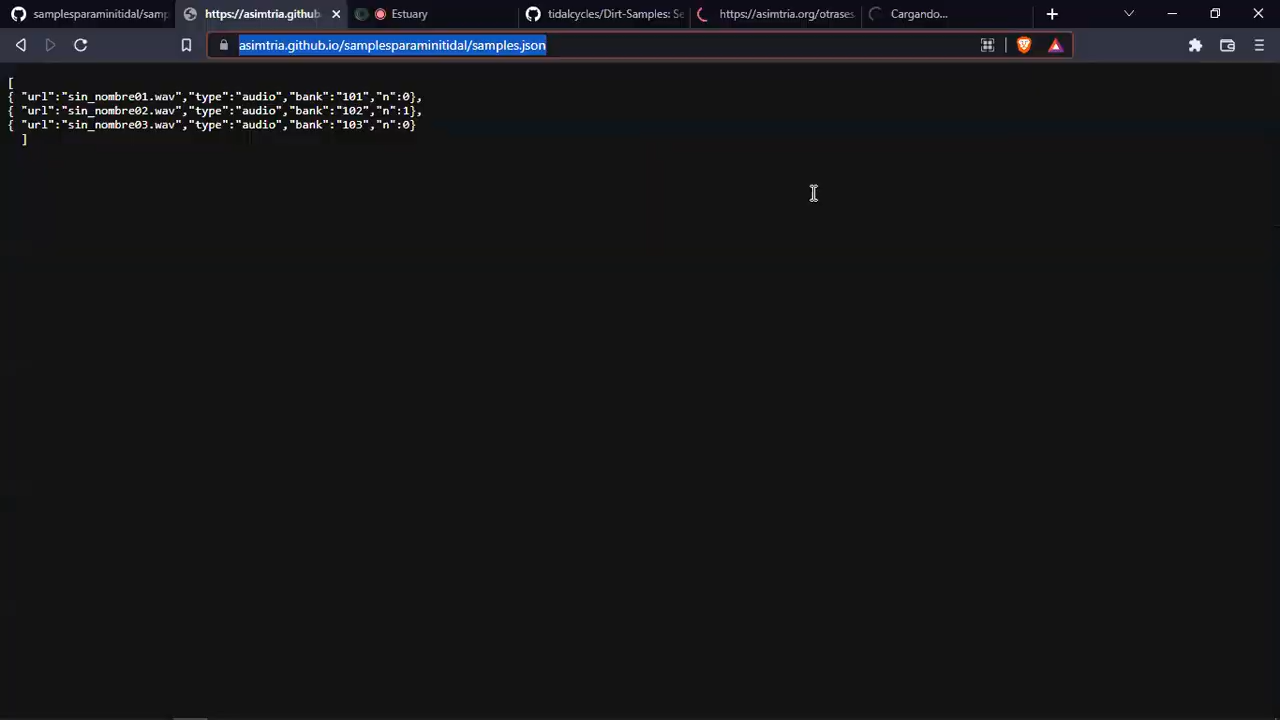 samplesparaminitidal/samp
https://asimtria.github
Estuary
tidalcycles/Dirt-Samples: Se
https://asimtria.org/otrases
Cargando...
asimtria.github.io/samplesparaminitidal/samples.json
[
{ "url":"sin_nombre01.wav","type":"audio","bank":"101","n":0},
{ "url":"sin_nombre02.wav","type":"audio","bank":"102","n":1},
{ "url":"sin_nombre03.wav","type":"audio","bank":"103","n":0}
]